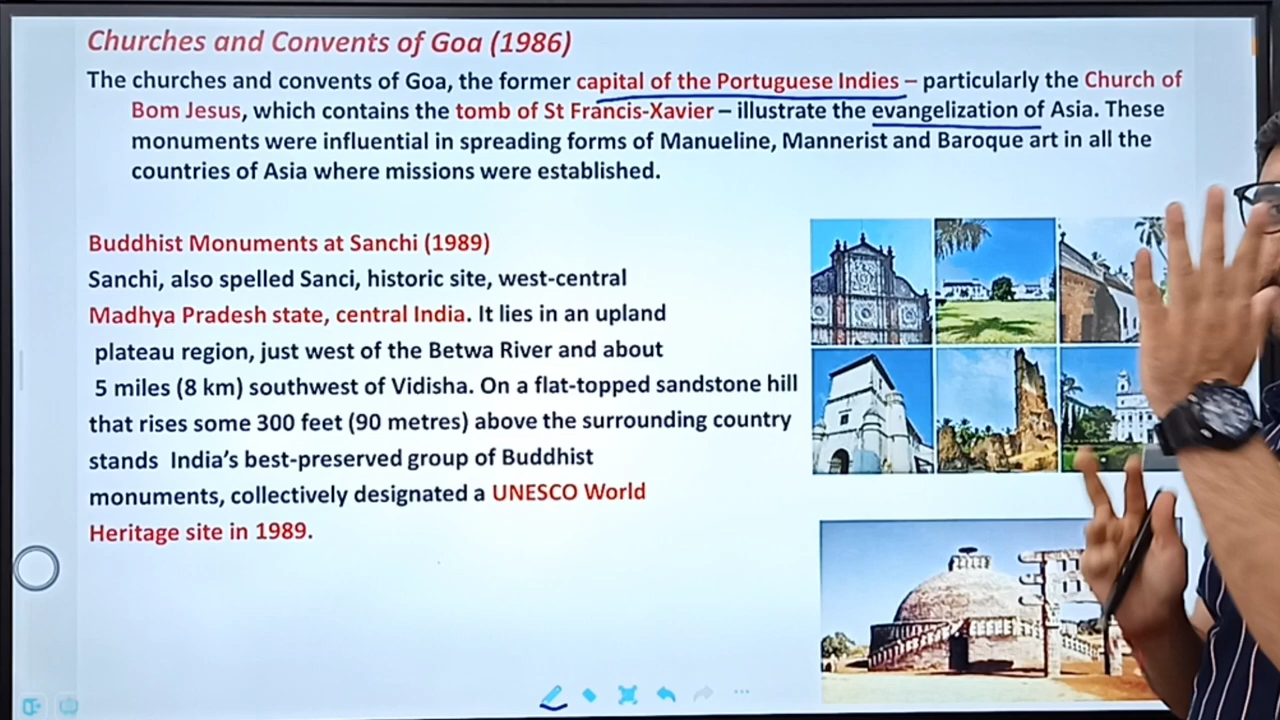 Churches and Convents of Goa (1986)
The churches and convents of Goa, the former capital of the Portuguese Indies – particularly the Church of
Bom Jesus, which contains the tomb of St Francis-Xavier – illustrate the evangelization of Asia. These
monuments were influential in spreading forms of Manueline, Mannerist and Baroque art in all the
countries of Asia where missions were established.
Buddhist Monuments at Sanchi (1989)
Sanchi, also spelled Sanci, historic site, west-central
Madhya Pradesh state, central India. It lies in an upland
plateau region, just west of the Betwa River and about
5 miles (8 km) southwest of Vidisha. On a flat-topped sandstone hill
that rises some 300 feet (90 metres) above the surrounding country
stands India’s best-preserved group of Buddhist
monuments, collectively designated a UNESCO World
Heritage site in 1989.